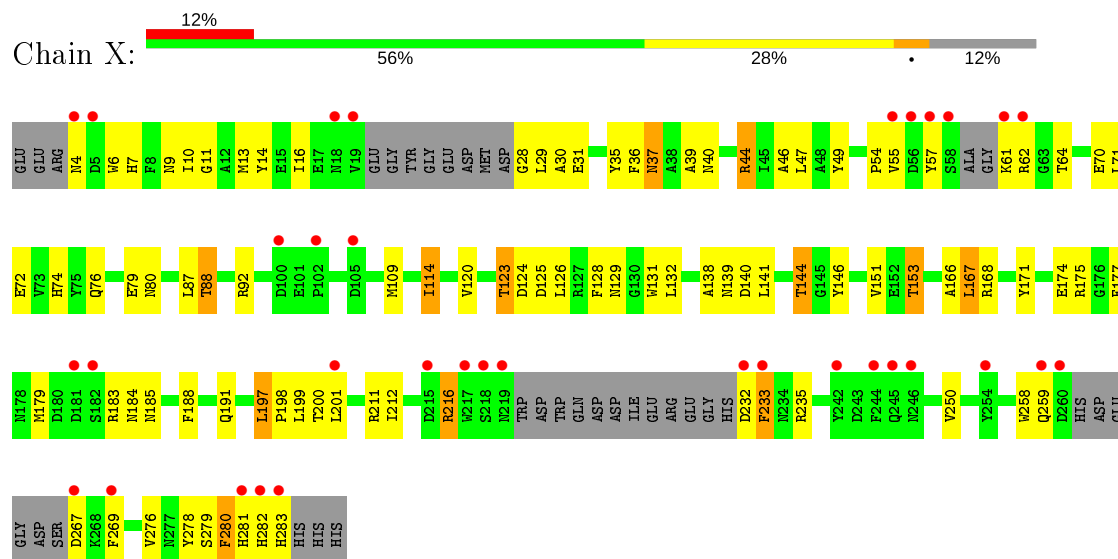 12%
Chain X:
56% 28% • 12%
GLU GLU ARG N4 D5 W6 H7 F8 N9 I10 G11 A12 M13 Y14 E15 I16 E17 N18 V19 GLU GLY TYR GLY GLU ASP MET ASP G28 L29 A30 E31 Y35 F36 N37 A38 A39 N40 R44 I45 A46 L47 A48 Y49 P54 V55 D56 Y57 S58 ALA GLY K61 R62 G63 T64 E70 L71
E72 V73 H74 Y75 Q76 E79 N80 L87 T88 R92 D100 E101 P102 D105 M109 I114 V120 T123 D124 D125 L126 R127 F128 N129 G130 W131 L132 A138 N139 D140 L141 T144 G145 Y146 V151 E152 T153 A166 L167 R168 Y171 E174 R175 G176 E177
N178 M179 D180 D181 S182 R183 N184 N185 F188 Q191 L197 P198 L199 T200 L201 R211 I212 D215 R216 W217 S218 N219 TRP ASP TRP GLN ASP ASP ILE GLU ARG GLU GLY HIS D232 F233 N234 R235 Y242 D243 F244 Q245 N246 V250 Y254 W258 Q259 D260 HIS ASP GLU
GLY ASP SER D267 K268 F269 V276 N277 Y278 S279 F280 H281 H282 H283 HIS HIS HIS